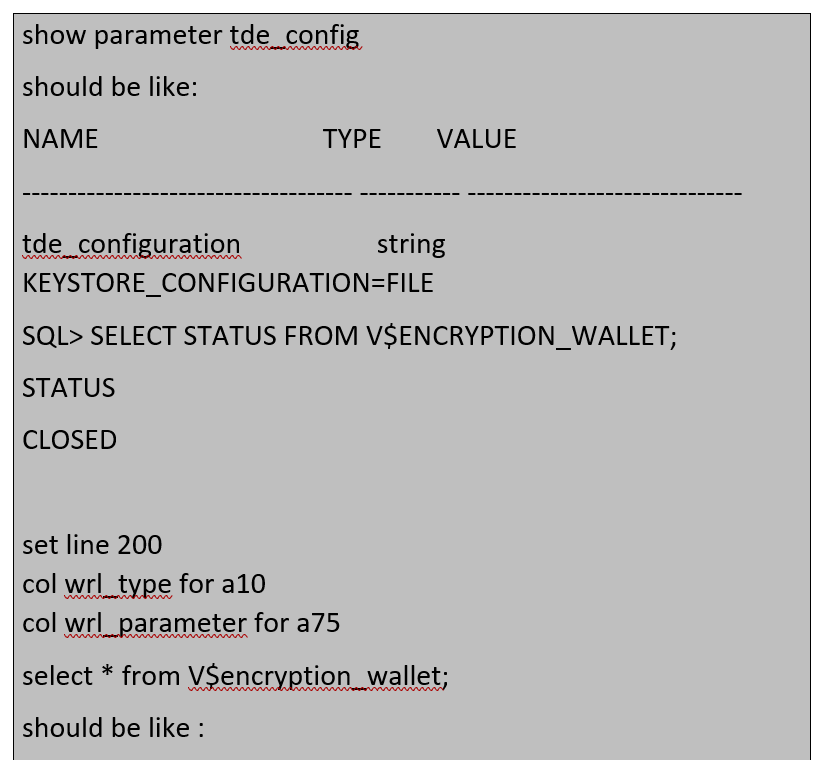 show parameter tde_config
should be like:
NAME TYPE VALUE
------------------------------------ ----------- ------------------------------
tde_configuration string
KEYSTORE_CONFIGURATION=FILE
SQL> SELECT STATUS FROM V$ENCRYPTION_WALLET;
STATUS
CLOSED
set line 200
col wrl_type for a10
col wrl_parameter for a75
select * from V$encryption_wallet;
should be like :